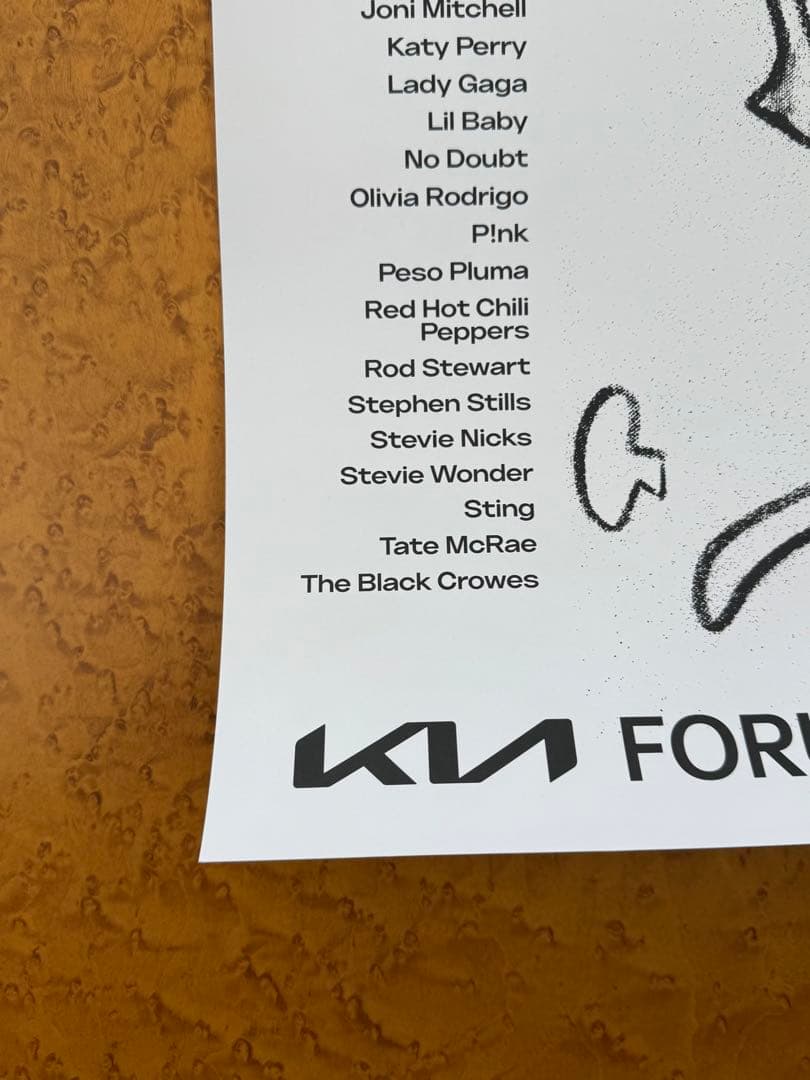 Joni Mitchell
Katy Perry
Lady Gaga
Lil Baby
No Doubt
Olivia Rodrigo
P!nk
Peso Pluma
Red Hot Chili
Peppers
Rod Stewart
Stephen Stills
Stevie Nicks
Stevie Wonder
Sting
Tate McRae
The Black Crowes
KIA FOR